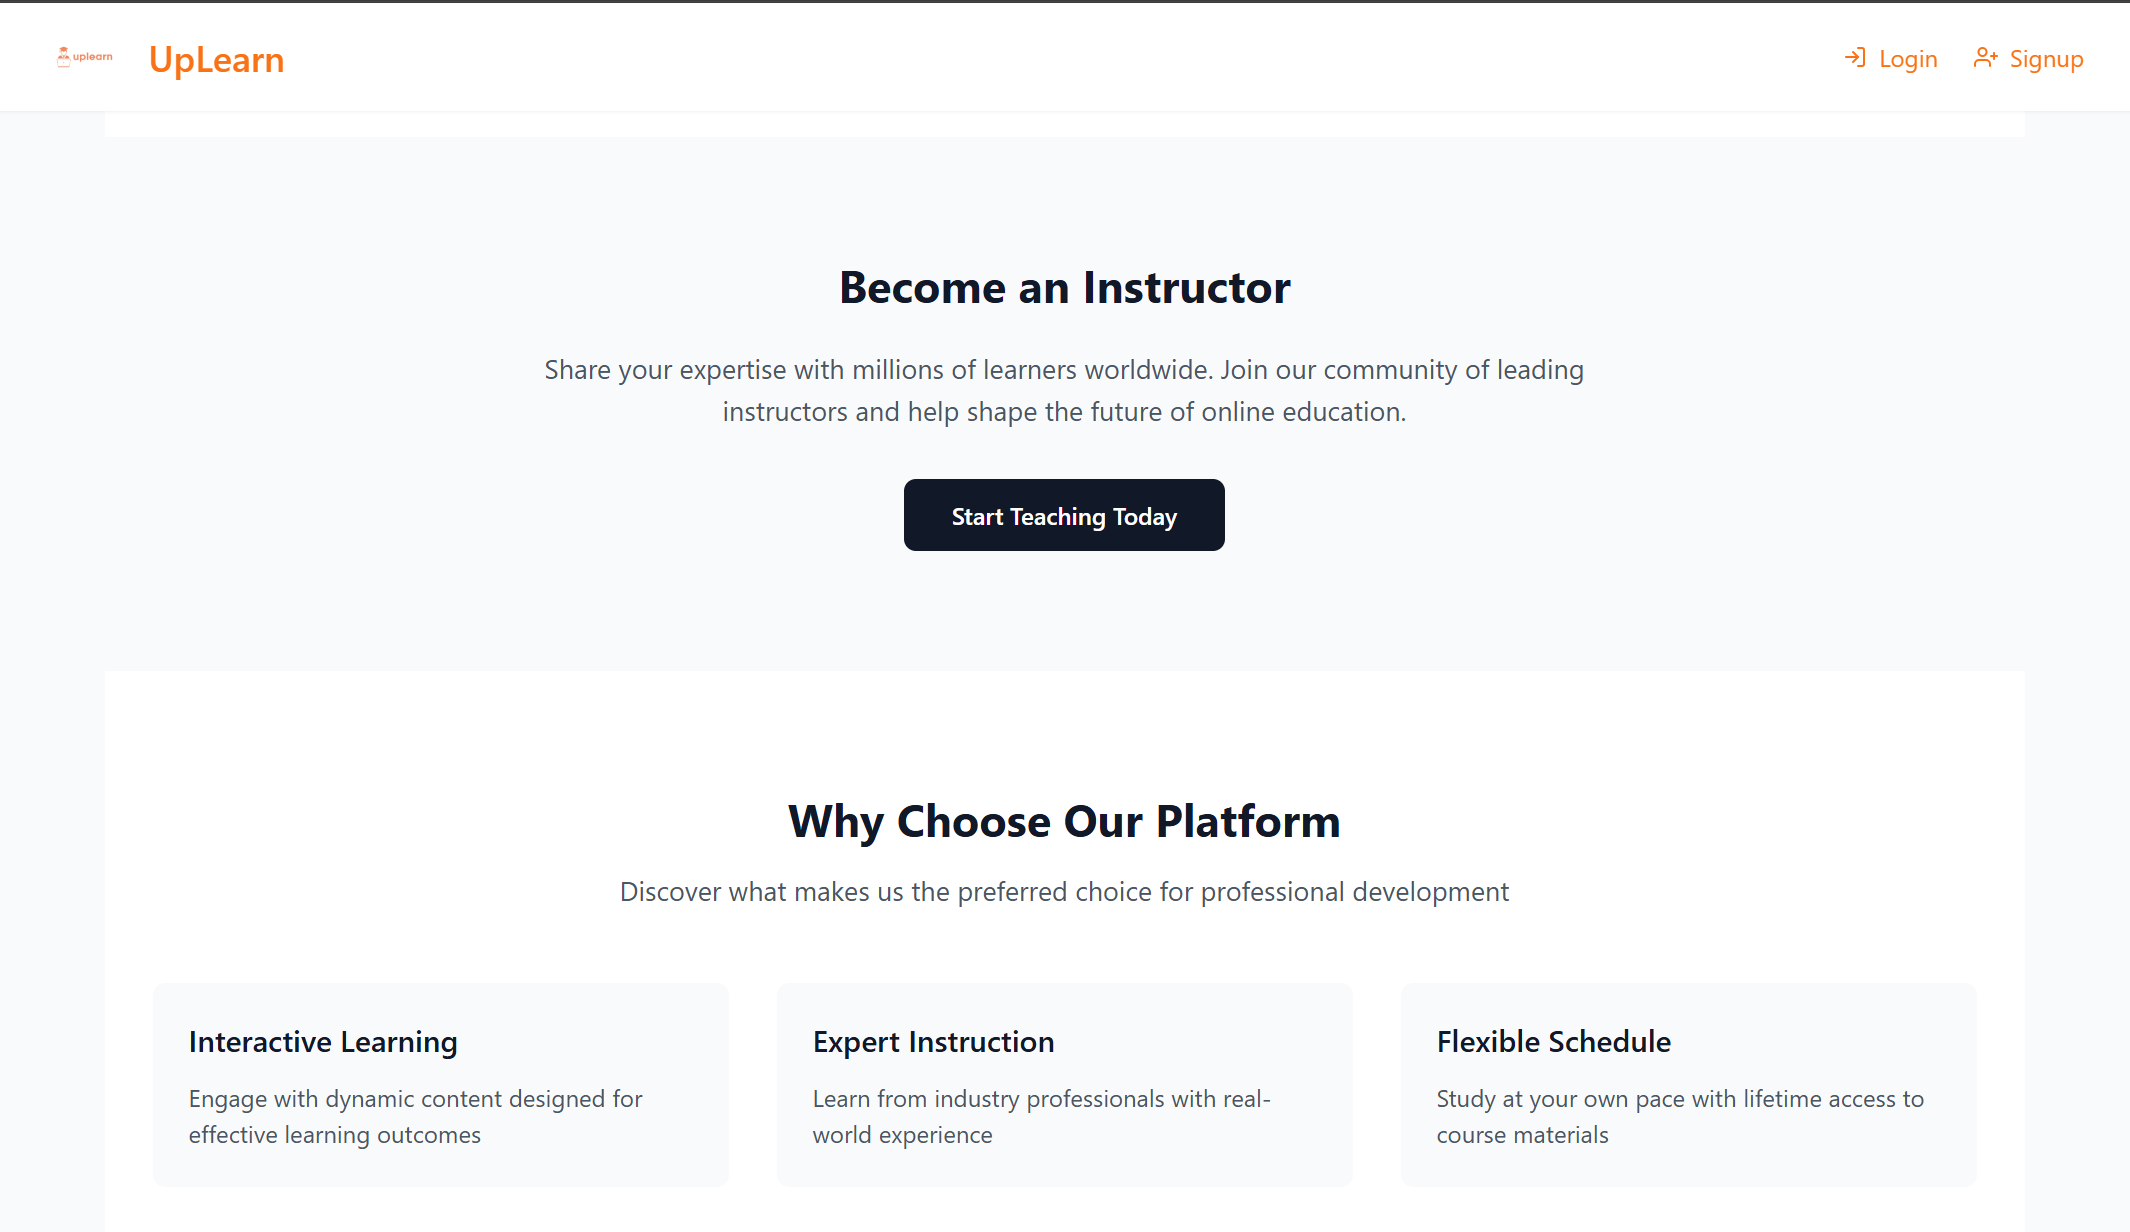 uplearn
UpLearn
Login
Signup
Become an Instructor
Share your expertise with millions of learners worldwide. Join our community of leading
instructors and help shape the future of online education.
Start Teaching Today
Why Choose Our Platform
Discover what makes us the preferred choice for professional development
Interactive Learning
Engage with dynamic content designed for
effective learning outcomes
Expert Instruction
Learn from industry professionals with real-
world experience
Flexible Schedule
Study at your own pace with lifetime access to
course materials